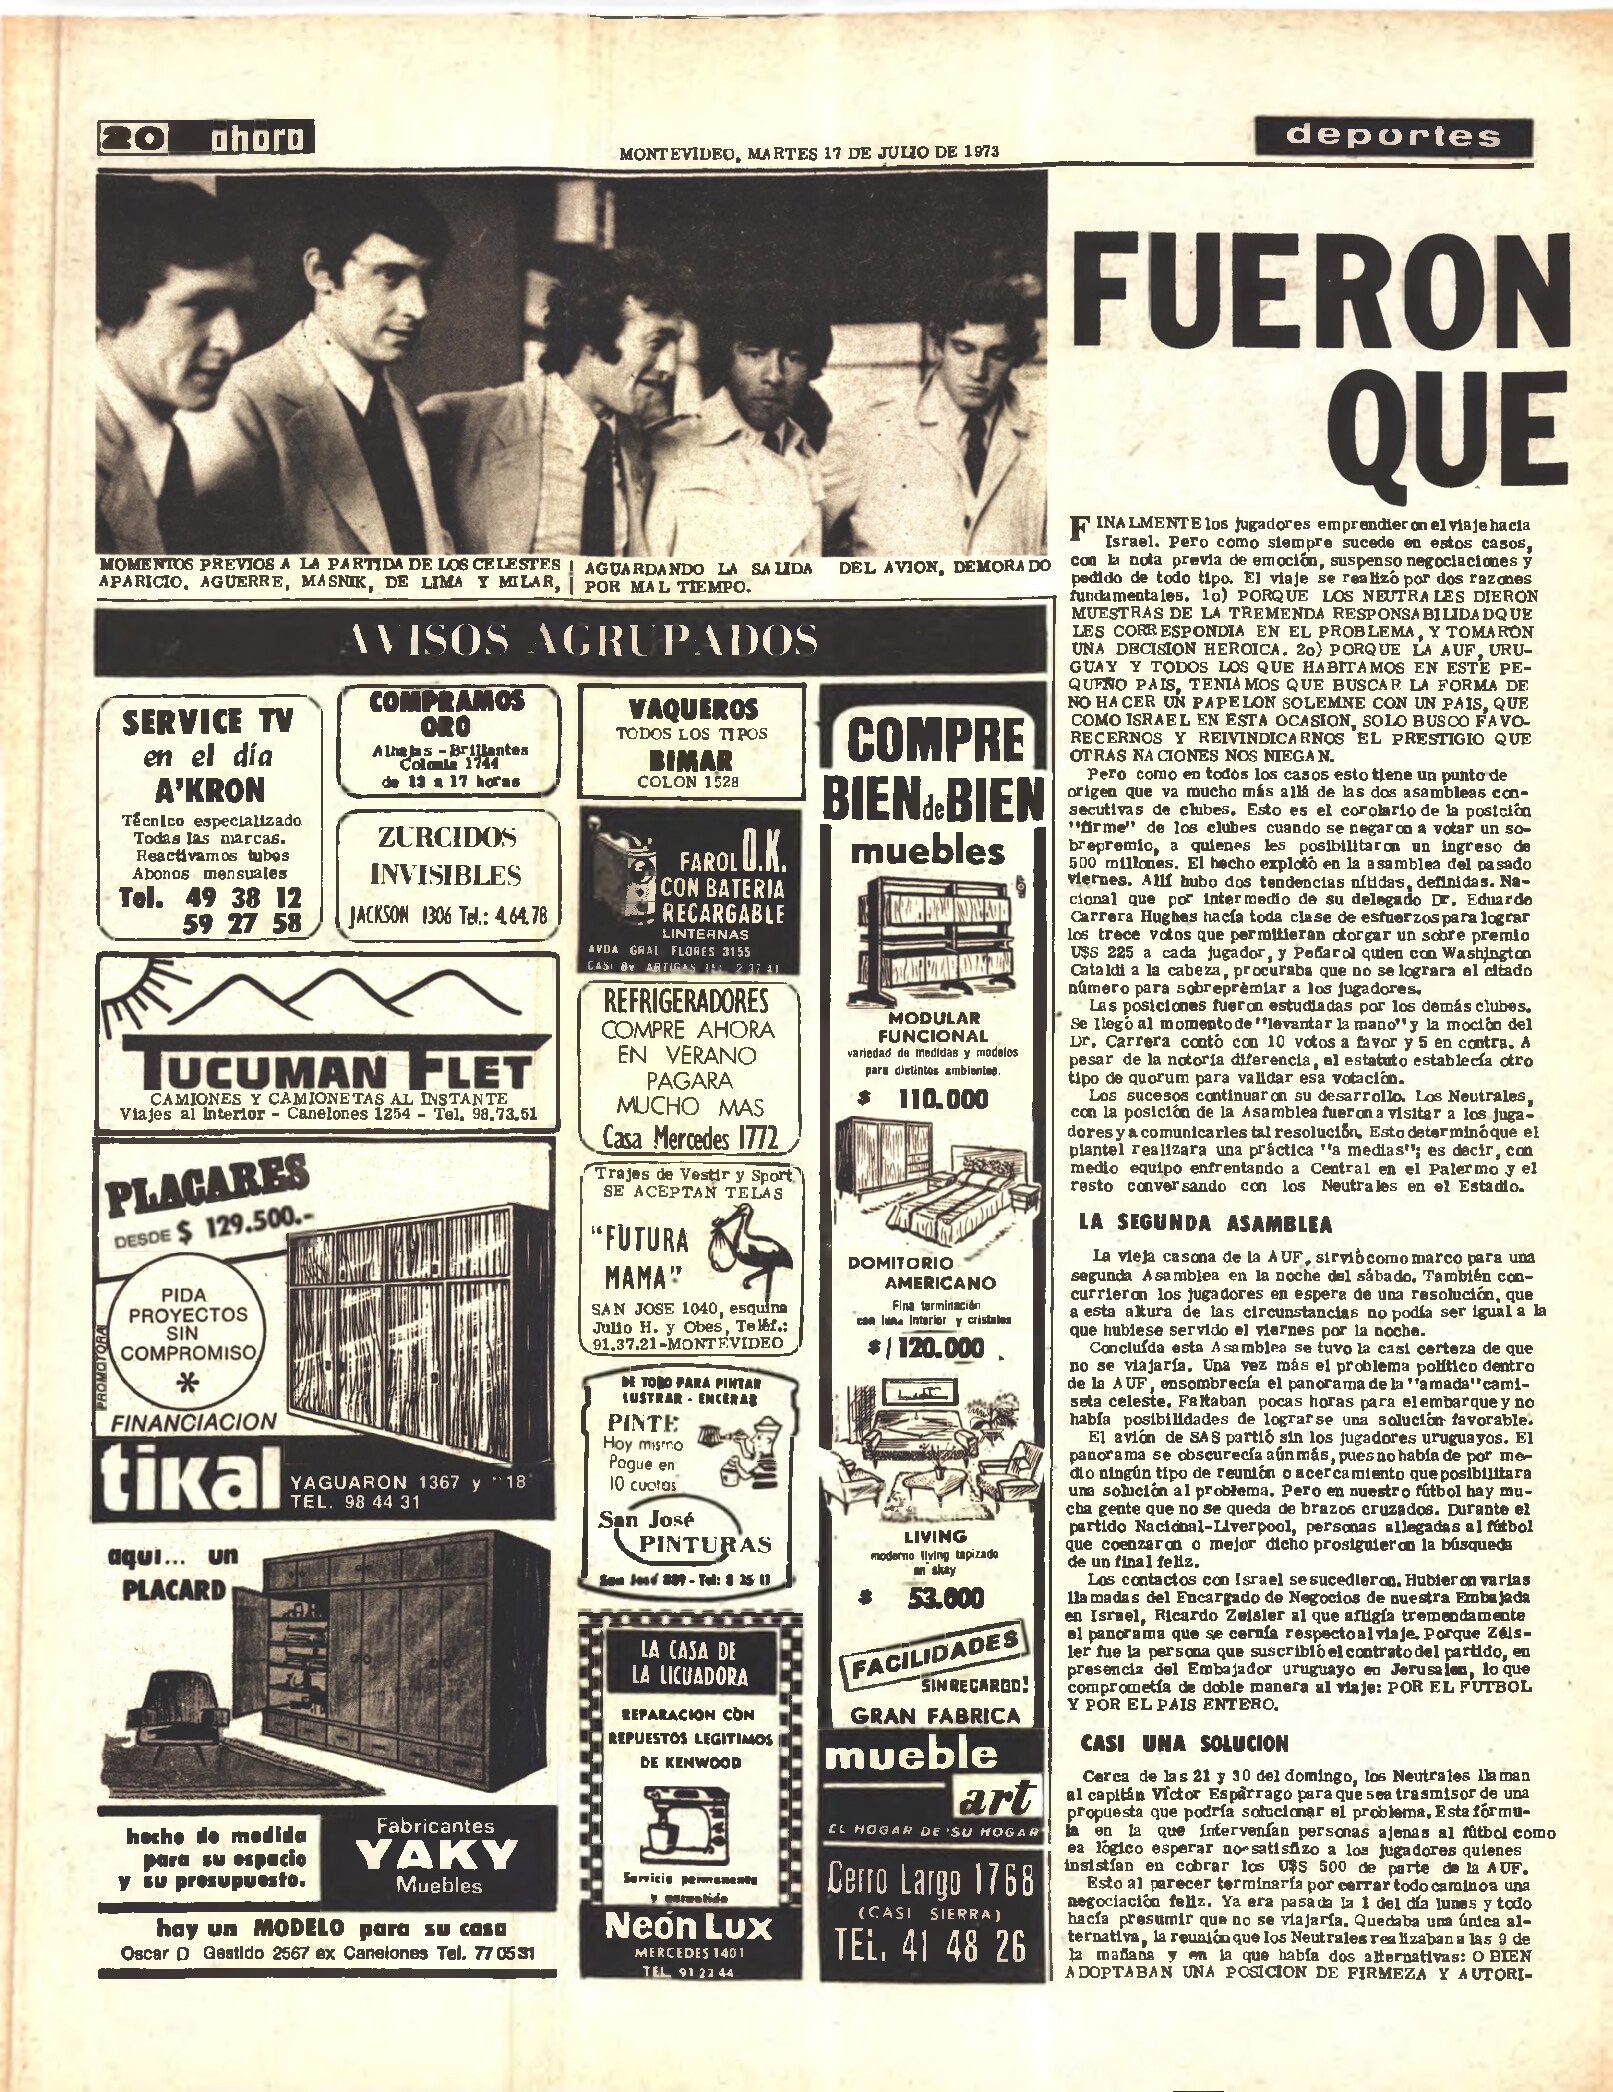 20 ahora
MONTEVIDEO, MARTES 17 DE JULIO DE 1973
deportes
MOMENTOS PREVIOS A LA PARTIDA DE LOS CELESTES
APARICIO, AGUERRE, MASNIK, DE LIMA Y MILAR,
AGUARDANDO LA SALIDA DEL AVION, DEMORADO
POR MAL TIEMPO.
AVISOS AGRUPADOS
SERVICE TV
en el día
A'KRON
Técnico especializado
Todas las marcas.
Reactivamos tubos
Abonos mensuales
Tel. 49 38 12
59 27 58
COMPRAMOS
ORO
Alhajas - Brillantes
Colonia 1744
de 13 a 17 horas
ZURCIDOS
INVISIBLES
JACKSON 1306 Tel.: 4.64.78
TUCUMAN FLET
CAMIONES Y CAMIONETAS AL INSTANTE
Viajes al Interior - Canelones 1254 - Tel. 98.73.51
PLACARES
DESDE $ 129.500.-
PIDA
PROYECTOS
SIN
COMPROMISO
*
PROMOTORA
FINANCIACION
tikal
YAGUARON 1367 y "18"
TEL. 98 44 31
aquí... un
PLACARD
hecho de medida
para su espacio
y su presupuesto.
Fabricantes
YAKY
Muebles
hay un MODELO para su casa
Oscar D Gestido 2567 ex Canelones Tel. 77 05 31
VAQUEROS
TODOS LOS TIPOS
BIMAR
COLON 1528
FAROL O.K.
CON BATERIA
RECARGABLE
LINTERNAS
AVDA GRAL FLORES 3155
CASI Bv ARTIGAS TEL 2 37 41
REFRIGERADORES
COMPRE AHORA
EN VERANO
PAGARA
MUCHO MAS
Casa Mercedes 1772
Trajes de Vestir y Sport
SE ACEPTAN TELAS
"FUTURA
MAMA"
SAN JOSE 1040, esquina
Julio H. y Obes, Teléf.:
91.37.21-MONTEVIDEO
DE TODO PARA PINTAR
LUSTRAR - ENCERAR
PINTE
Hoy mismo
Pague en
10 cuotas
San José
PINTURAS
San José 889 - Tel: 8 25 11
LA CASA DE
LA LICUADORA
REPARACION CON
REPUESTOS LEGITIMOS
DE KENWOOD
Servicio permanente
y garantido
Neón Lux
MERCEDES 1401
TEL. 91 22 44
COMPRE
BIEN de BIEN
muebles
MODULAR
FUNCIONAL
variedad de medidas y modelos
para distintos ambientes.
$ 110.000
DOMITORIO
AMERICANO
Fina terminación
con luna interior y cristales
$ 120.000
LIVING
moderno living tapizado
en skay
$ 53.000
FACILIDADES
SIN RECARGO!
GRAN FABRICA
mueble
art
EL HOGAR DE SU HOGAR
Cerro Largo 1768
(CASI SIERRA)
TEL. 41 48 26
FUERON
QUE
FINALMENTE los jugadores emprendieron el viaje hacia
Israel. Pero como siempre sucede en estos casos,
con la nota previa de emoción, suspenso negociaciones y
pedido de todo tipo. El viaje se realizó por dos razones
fundamentales. 1o) PORQUE LOS NEUTRALES DIERON
MUESTRAS DE LA TREMENDA RESPONSABILIDAD QUE
LES CORRESPONDIA EN EL PROBLEMA, Y TOMARON
UNA DECISION HEROICA. 2o) PORQUE LA AUF, URU-
GUAY Y TODOS LOS QUE HABITAMOS EN ESTE PE-
QUEÑO PAIS, TENIAMOS QUE BUSCAR LA FORMA DE
NO HACER UN PAPELON SOLEMNE CON UN PAIS, QUE
COMO ISRAEL EN ESTA OCASION, SOLO BUSCO FAVO-
RECERNOS Y REIVINDICARNOS EL PRESTIGIO QUE
OTRAS NACIONES NOS NIEGAN.
Pero como en todos los casos esto tiene un punto de
origen que va mucho más allá de las dos asambleas con-
secutivas de clubes. Esto es el corolario de la posición
"firme" de los clubes cuando se negaron a votar un so-
brepremio, a quienes les posibilitaron un ingreso de
500 millones. El hecho explotó en la asamblea del pasado
viernes. Allí hubo dos tendencias nítidas, definidas. Na-
cional que por intermedio de su delegado Dr. Eduardo
Carrera Hughes hacía toda clase de esfuerzos para lograr
los trece votos que permitieran otorgar un sobre premio
U$S 225 a cada jugador, y Peñarol quien con Washington
Cataldi a la cabeza, procuraba que no se lograra el citado
número para sobreprèmiar a los jugadores.
Las posiciones fueron estudiadas por los demás clubes.
Se llegó al momento de "levantar la mano" y la moción del
Dr. Carrera contó con 10 votos a favor y 5 en contra. A
pesar de la notoria diferencia, el estatuto establecía otro
tipo de quorum para validar esa votación.
Los sucesos continuaron su desarrollo. Los Neutrales,
con la posición de la Asamblea fueron a visitar a los juga-
dores y a comunicarles tal resolución. Esto determinó que el
plantel realizara una práctica "a medias"; es decir, con
medio equipo enfrentando a Central en el Palermo y el
resto conversando con los Neutrales en el Estadio.
LA SEGUNDA ASAMBLEA
La vieja casona de la AUF, sirvió como marco para una
segunda Asamblea en la noche del sábado. También con-
currieron los jugadores en espera de una resolución, que
a esta altura de las circunstancias no podía ser igual a la
que hubiese servido el viernes por la noche.
Concluída esta Asamblea se tuvo la casi certeza de que
no se viajaría. Una vez más el problema político dentro
de la AUF, ensombrecía el panorama de la "amada" cami-
seta celeste. Faltaban pocas horas para el embarque y no
había posibilidades de lograrse una solución favorable.
El avión de SAS partió sin los jugadores uruguayos. El
panorama se obscurecía aún más, pues no había de por me-
dio ningún tipo de reunión o acercamiento que posibilitara
una solución al problema. Pero en nuestro fútbol hay mu-
cha gente que no se queda de brazos cruzados. Durante el
partido Nacional-Liverpool, personas allegadas al fútbol
que coenzaron o mejor dicho prosiguieron la búsqueda
de un final feliz.
Los contactos con Israel se sucedieron. Hubieron varias
llamadas del Encargado de Negocios de nuestra Embajada
en Israel, Ricardo Zeisler al que afligía tremendamente
el panorama que se cernía respecto al viaje. Porque Zéis-
ler fue la persona que suscribió el contrato del partido, en
presencia del Embajador uruguayo en Jerusalen, lo que
comprometía de doble manera al viaje: POR EL FUTBOL
Y POR EL PAIS ENTERO.
CASI UNA SOLUCION
Cerca de las 21 y 30 del domingo, los Neutrales llaman
al capitán Víctor Espárrago para que sea trasmisor de una
propuesta que podría solucionar el problema. Esta fórmu-
la en la que intervenían personas ajenas al fútbol como
ea lógico esperar no satisfizo a los jugadores quienes
insistían en cobrar los U$S 500 de parte de la AUF.
Esto al parecer terminaría por cerrar todo camino a una
negociación feliz. Ya era pasada la 1 del día lunes y todo
hacía presumir que no se viajaría. Quedaba una única al-
ternativa, la reunión que los Neutrales realizaban a las 9 de
la mañana y en la que había dos alternativas: O BIEN
ADOPTABAN UNA POSICION DE FIRMEZA Y AUTORI-